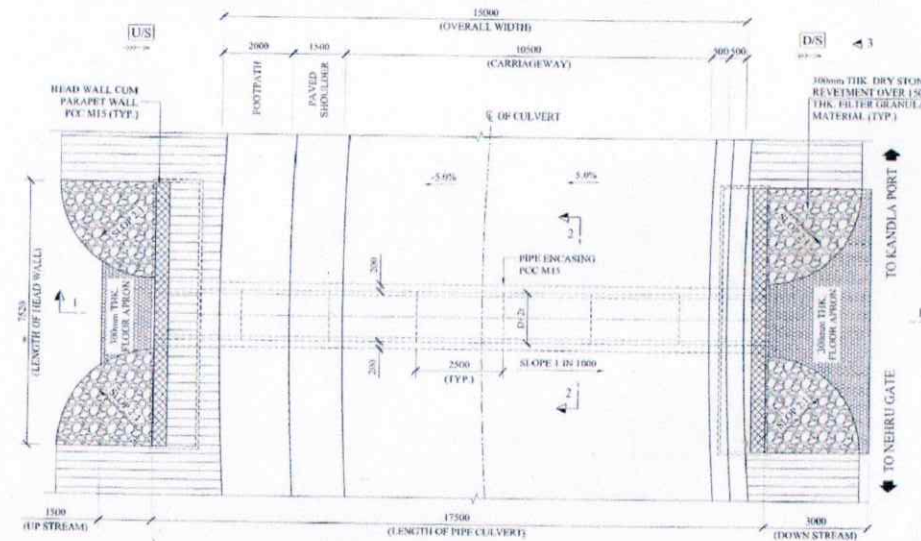 15000
(OVERALL WIDTH)
U/S
D/S
3
2000
1500
10500
(CARRIAGEWAY)
500
500
FOOTPATH
PAVED
SHOULDER
HEAD WALL CUM
PARAPET WALL
PCC M15 (TYP.)
℄ OF CULVERT
300mm THK. DRY STON
REVETMENT OVER 150
THK. FILTER GRANULA
MATERIAL (TYP.)
-5.0%
5.0%
2
TO KANDLA PORT
PIPE ENCASING
PCC M15
200
D+2t
7520
(LENGTH OF HEAD WALL)
1
300mm THK.
FLOOR APRON
300mm THK.
FLOOR APRON
200
2500
(TYP.)
SLOPE 1 IN 1000
2
TO NEHRU GATE
1500
(UP STREAM)
17500
(LENGTH OF PIPE CULVERT)
3000
(DOWN STREAM)